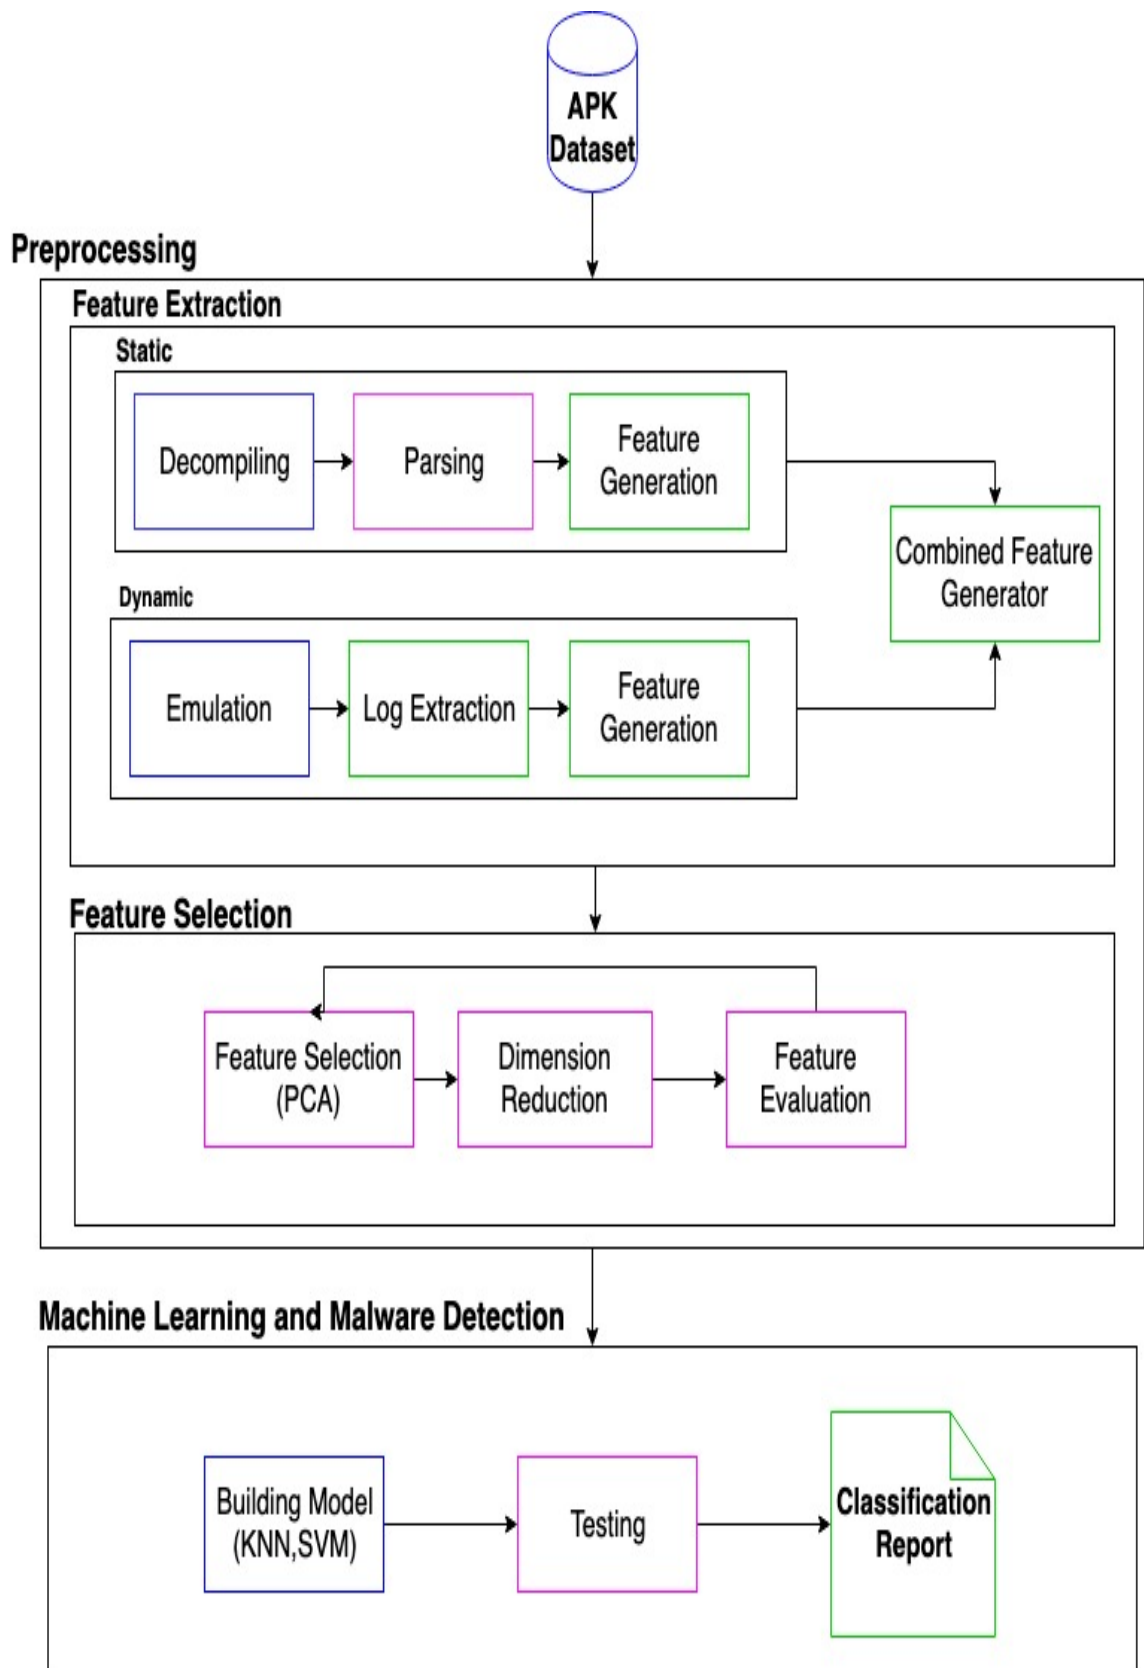 APK
Dataset
Preprocessing
Feature Extraction
Static
Decompiling
Parsing
Feature
Generation
Combined Feature
Generator
Dynamic
Emulation
Log Extraction
Feature
Generation
Feature Selection
Feature Selection
(PCA)
Dimension
Reduction
Feature
Evaluation
Machine Learning and Malware Detection
Building Model
(KNN,SVM)
Testing
Classification
Report